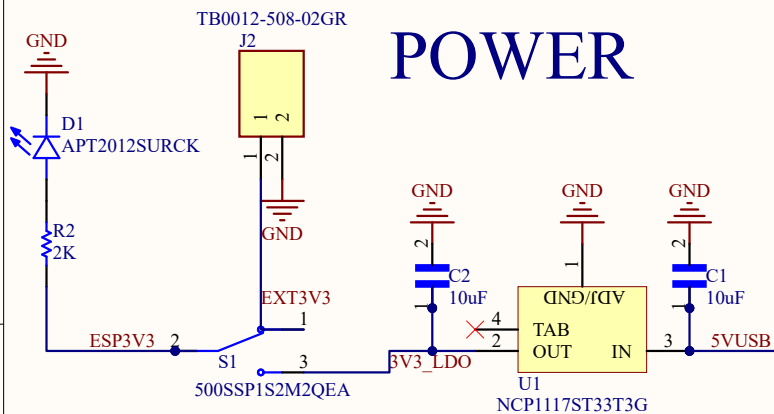 TB0012-508-02GR
J2
POWER
GND
1
2
D1
APT2012SURCK
1
2
GND
R2
2K
GND
GND
GND
2
C2
10uF
1
1
ADJ/GND
2
C1
10uF
1
EXT3V3
1
ESP3V3
2
S1
3
500SSP1S2M2QEA
3V3_LDO
4
TAB
2
OUT
IN
3
5VUSB
U1
NCP1117ST33T3G